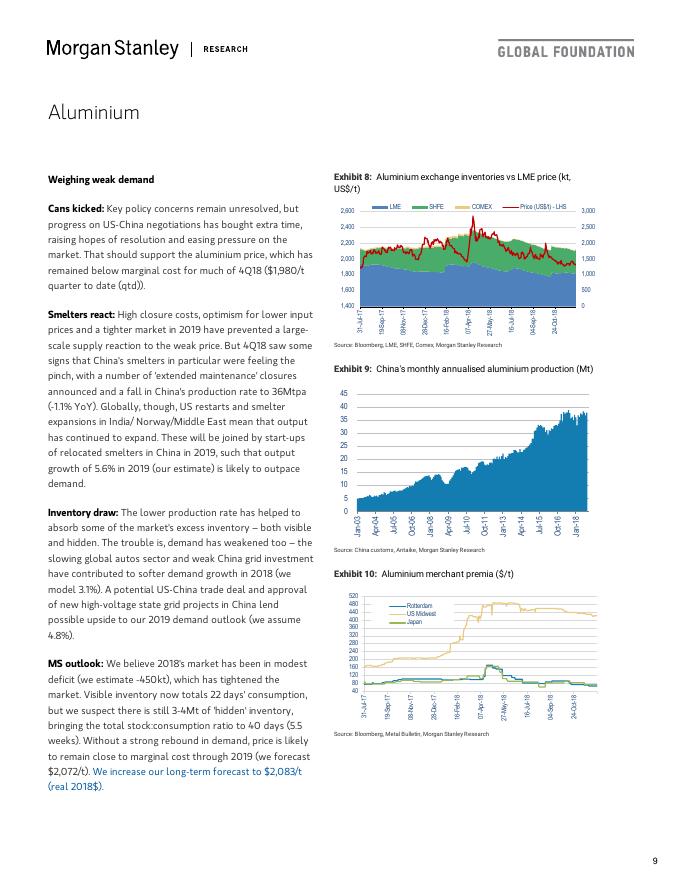 Morgan Stanley | RESEARCH
GLOBAL FOUNDATION
Aluminium
Weighing weak demand
Cans kicked: Key policy concerns remain unresolved, but
progress on US-China negotiations has bought extra time,
raising hopes of resolution and easing pressure on the
market. That should support the aluminium price, which has
remained below marginal cost for much of 4Q18 ($1,980/t
quarter to date (qtd)).
Smelters react: High closure costs, optimism for lower input
prices and a tighter market in 2019 have prevented a large-
scale supply reaction to the weak price. But 4Q18 saw some
signs that China's smelters in particular were feeling the
pinch, with a number of 'extended maintenance' closures
announced and a fall in China's production rate to 36Mtpa
(-1.1% YoY). Globally, though, US restarts and smelter
expansions in India/ Norway/Middle East mean that output
has continued to expand. These will be joined by start-ups
of relocated smelters in China in 2019, such that output
growth of 5.6% in 2019 (our estimate) is likely to outpace
demand.
Inventory draw: The lower production rate has helped to
absorb some of the market's excess inventory – both visible
and hidden. The trouble is, demand has weakened too – the
slowing global autos sector and weak China grid investment
have contributed to softer demand growth in 2018 (we
model 3.1%). A potential US-China trade deal and approval
of new high-voltage state grid projects in China lend
possible upside to our 2019 demand outlook (we assume
4.8%).
MS outlook: We believe 2018's market has been in modest
deficit (we estimate -450kt), which has tightened the
market. Visible inventory now totals 22 days' consumption,
but we suspect there is still 3-4Mt of 'hidden' inventory,
bringing the total stock:consumption ratio to 40 days (5.5
weeks). Without a strong rebound in demand, price is likely
to remain close to marginal cost through 2019 (we forecast
$2,072/t). We increase our long-term forecast to $2,083/t
(real 2018$).
Exhibit 8: Aluminium exchange inventories vs LME price (kt,
US$/t)
LME SHFE COMEX Price (US$/t) - LHS
2,600 3,000
2,400 2,500
2,200 2,000
2,000 1,500
1,800 1,000
1,600 500
1,400 0
31-Jul-17 19-Sep-17 08-Nov-17 28-Dec-17 16-Feb-18 07-Apr-18 27-May-18 16-Jul-18 04-Sep-18 24-Oct-18
Source: Bloomberg, LME, SHFE, Comex, Morgan Stanley Research
Exhibit 9: China's monthly annualised aluminium production (Mt)
45
40
35
30
25
20
15
10
5
0
Jan-03 Apr-04 Jul-05 Oct-06 Jan-08 Apr-09 Jul-10 Oct-11 Jan-13 Apr-14 Jul-15 Oct-16 Jan-18
Source: China customs, Antaike, Morgan Stanley Research
Exhibit 10: Aluminium merchant premia ($/t)
520
480
440
400
360
320
280
240
200
160
120
80
40
Rotterdam
US Midwest
Japan
31-Jul-17 19-Sep-17 08-Nov-17 28-Dec-17 16-Feb-18 07-Apr-18 27-May-18 16-Jul-18 04-Sep-18 24-Oct-18
Source: Bloomberg, Metal Bulletin, Morgan Stanley Research
9